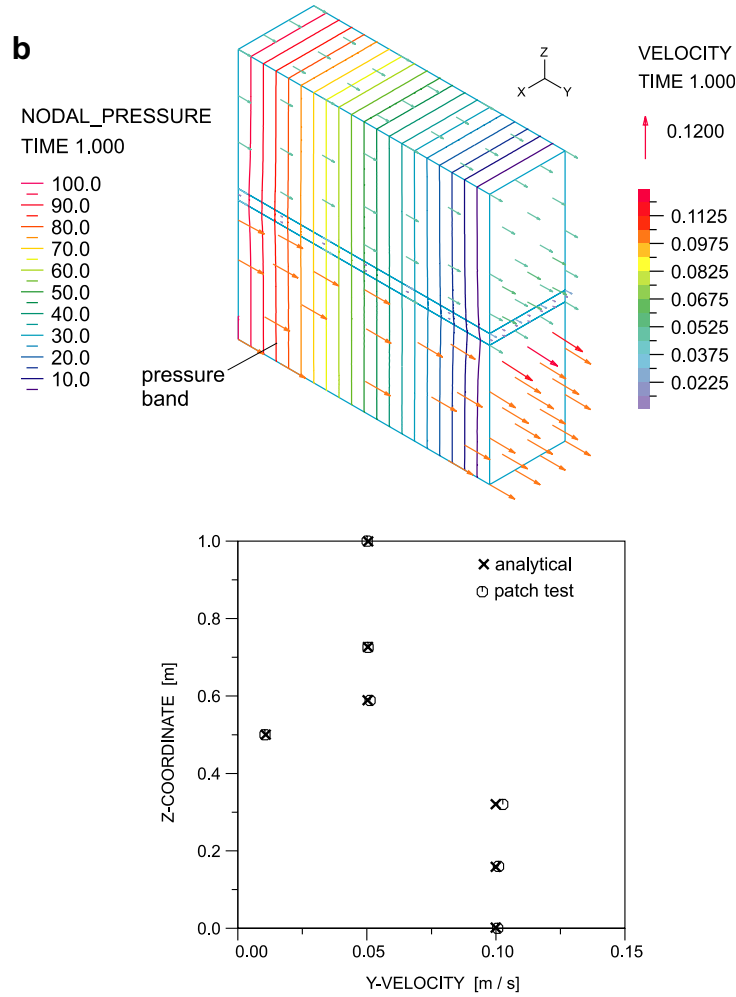 b
NODAL_PRESSURE
TIME 1.000
100.0
90.0
80.0
70.0
60.0
50.0
40.0
30.0
20.0
10.0
pressure
band
Z
X
Y
VELOCITY
TIME 1.000
0.1200
0.1125
0.0975
0.0825
0.0675
0.0525
0.0375
0.0225
1.0
0.8
0.6
0.4
0.2
0.0
Z-COORDINATE [m]
analytical
patch test
0.00
0.05
0.10
0.15
Y-VELOCITY [m / s]